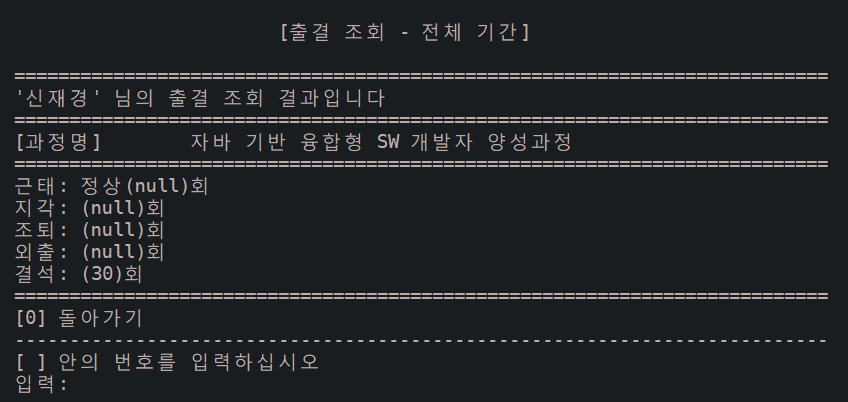 [출결 조회 - 전체 기간]
==========================================================================
'신재경' 님의 출결 조회 결과입니다
==========================================================================
[과정명] 자바 기반 융합형 SW 개발자 양성과정
==========================================================================
근태: 정상(null)회
지각: (null)회
조퇴: (null)회
외출: (null)회
결석: (30)회
==========================================================================
[0] 돌아가기
--------------------------------------------------------------------------
[ ] 안의 번호를 입력하십시오
입력: